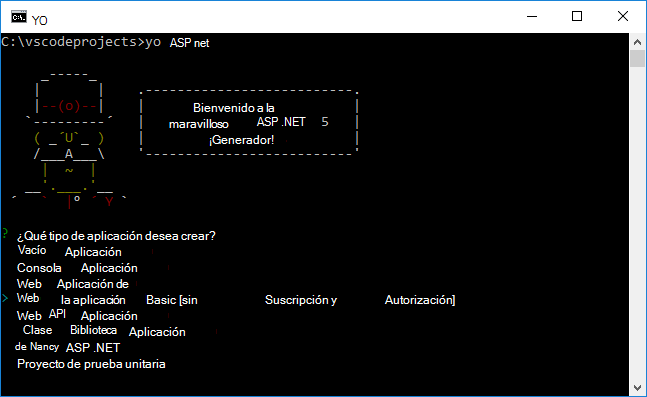 YO
C:\vscodeprojects>yo ASP net
Bienvenido a la
maravilloso ASP .NET 5
¡Generador!
? ¿Qué tipo de aplicación desea crear?
Vacío Aplicación
Consola Aplicación
Web Aplicación de
> Web la aplicación Basic [sin Suscripción y Autorización]
Web API Aplicación
Clase Biblioteca Aplicación
de Nancy ASP .NET
Proyecto de prueba unitaria